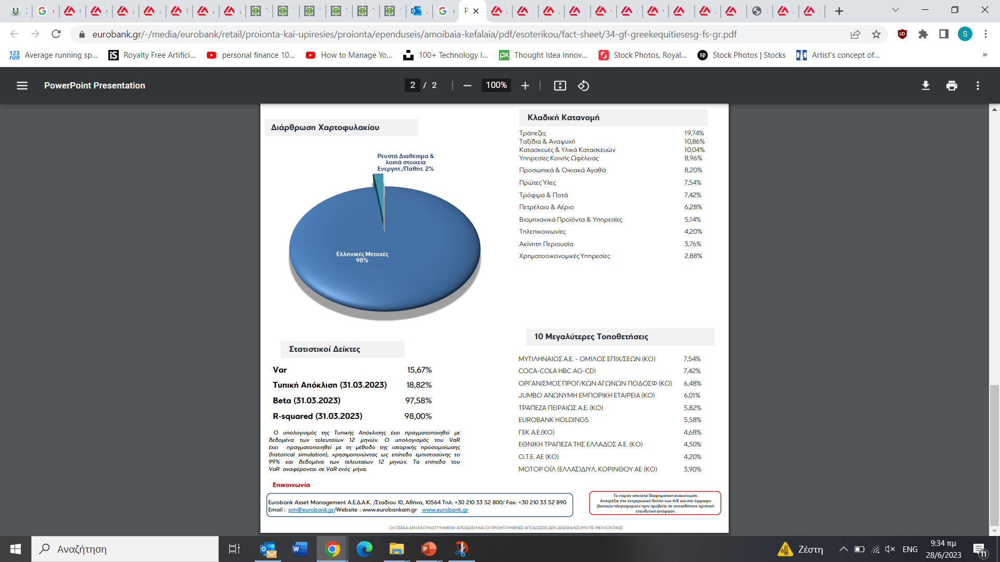 eurobank.gr/-/media/eurobank/retail/proionta-kai-upiresies/proionta/ependuseis/amoibaia-kefalaia/pdf/esoterikou/fact-sheet/34-gf-greekequitiesesg-fs-gr.pdf
S
123 run Average running sp...
iS Royalty Free Artifici...
personal finance 10...
How to Manage Yo...
100+ Technology I...
px Thought Idea Innov...
Stock Photos, Royal...
sp Stock Photos | Stocks
Artist's concept of...
»
PowerPoint Presentation
2 / 2
100%
Διάρθρωση Χαρτοφυλακίου
Ρευστά Διαθέσιμα &
λοιπά στοιχεία
Ενεργητ./Παθητ. 2%
Ελληνικές Μετοχές
98%
Στατιστικοί Δείκτες
Var 15,67%
Τυπική Απόκλιση (31.03.2023) 18,82%
Beta (31.03.2023) 97,58%
R-squared (31.03.2023) 98,00%
Ο υπολογισμός της Τυπικής Απόκλισης έχει πραγματοποιηθεί με
δεδομένα των τελευταίων 12 μηνών. Ο υπολογισμός του VaR
έχει πραγματοποιηθεί με τη μέθοδο της ιστορικής προσομοίωσης
(historical simulation), χρησιμοποιώντας ως επίπεδο εμπιστοσύνης το
99% και δεδομένα των τελευταίων 12 μηνών. Τα επίπεδα του
VaR αναφέρονται σε VaR ενός μήνα.
Κλαδική Κατανομή
Τράπεζες 19,74%
Ταξίδια & Αναψυχή 10,86%
Κατασκευές & Υλικά Κατασκευών 10,04%
Υπηρεσίες Κοινής Ωφέλειας 8,96%
Προσωπικά & Οικιακά Αγαθά 8,20%
Πρώτες Ύλες 7,54%
Τρόφιμα & Ποτά 7,42%
Πετρέλαιο & Αέριο 6,28%
Βιομηχανικά Προϊόντα & Υπηρεσίες 5,14%
Τηλεπικοινωνίες 4,20%
Ακίνητη Περιουσία 3,76%
Χρηματοοικονομικές Υπηρεσίες 2,88%
10 Μεγαλύτερες Τοποθετήσεις
ΜΥΤΙΛΗΝΑΙΟΣ Α.Ε. - ΟΜΙΛΟΣ ΕΠΙΧ/ΣΕΩΝ (ΚΟ) 7,54%
COCA-COLA HBC AG-CDI 7,42%
ΟΡΓΑΝΙΣΜΟΣ ΠΡΟΓ/ΚΩΝ ΑΓΩΝΩΝ ΠΟΔΟΣΦ (ΚΟ) 6,48%
JUMBO ΑΝΩΝΥΜΗ ΕΜΠΟΡΙΚΗ ΕΤΑΙΡΕΙΑ (ΚΟ) 6,01%
ΤΡΑΠΕΖΑ ΠΕΙΡΑΙΩΣ Α.Ε. (ΚΟ) 5,82%
EUROBANK HOLDINGS 5,58%
ΓΕΚ Α.Ε.(ΚΟ) 4,68%
ΕΘΝΙΚΗ ΤΡΑΠΕΖΑ ΤΗΣ ΕΛΛΑΔΟΣ Α.Ε. (ΚΟ) 4,50%
Ο.Τ.Ε. ΑΕ (ΚΟ) 4,20%
ΜΟΤΟΡ ΟΪΛ (ΕΛΛΑΣ)ΔΙΥΛ. ΚΟΡΙΝΘΟΥ ΑΕ (ΚΟ) 3,90%
Επικοινωνία
Eurobank Asset Management Α.Ε.Δ.Α.Κ. /Σταδίου 10, Αθήνα, 10564 Τηλ: +30 210 33 52 800/ Fax: +30 210 33 52 890
Email : am@eurobank.gr/Website : www.eurobankam.gr www.eurobank.gr
Το παρόν αποτελεί διαφημιστική ανακοίνωση.
Ανατρέξτε στο ενημερωτικό δελτίο των Α/Κ και στο έγγραφο
βασικών πληροφοριών πριν προβείτε σε οποιαδήποτε οριστική
επενδυτική απόφαση.
ΟΙ ΟΣΕΚΑ ΔΕΝ ΕΧΟΥΝ ΕΓΓΥΗΜΕΝΗ ΑΠΟΔΟΣΗ ΚΑΙ ΟΙ ΠΡΟΗΓΟΥΜΕΝΕΣ ΑΠΟΔΟΣΕΙΣ ΔΕΝ ΔΙΑΣΦΑΛΙΖΟΥΝ ΤΙΣ ΜΕΛΛΟΝΤΙΚΕΣ
Αναζήτηση
Ζέστη
ENG
9:34 πμ
28/6/2023
11